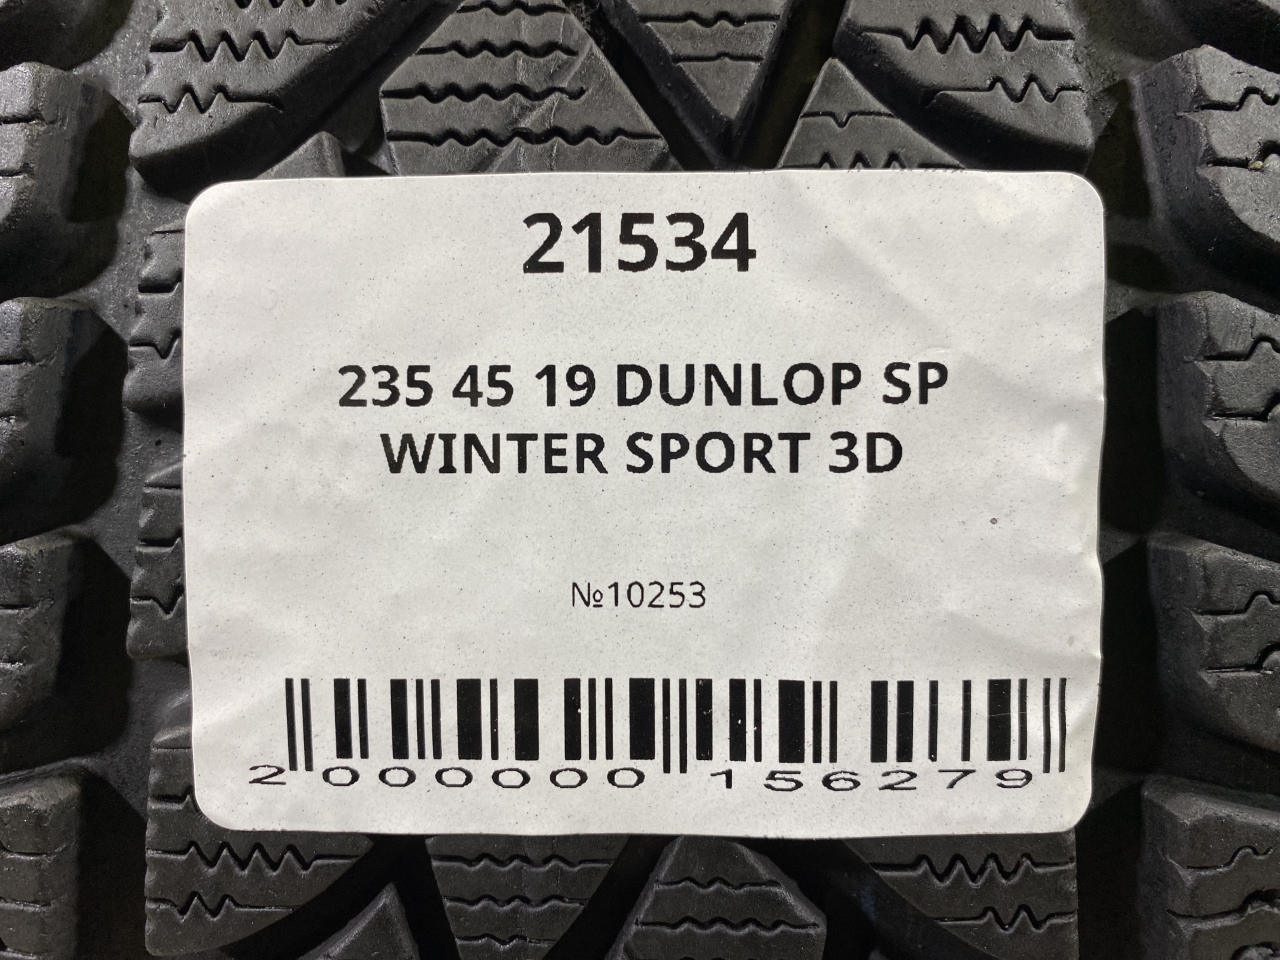 21534
235 45 19 DUNLOP SP
WINTER SPORT 3D
№10253
2 000000 156279